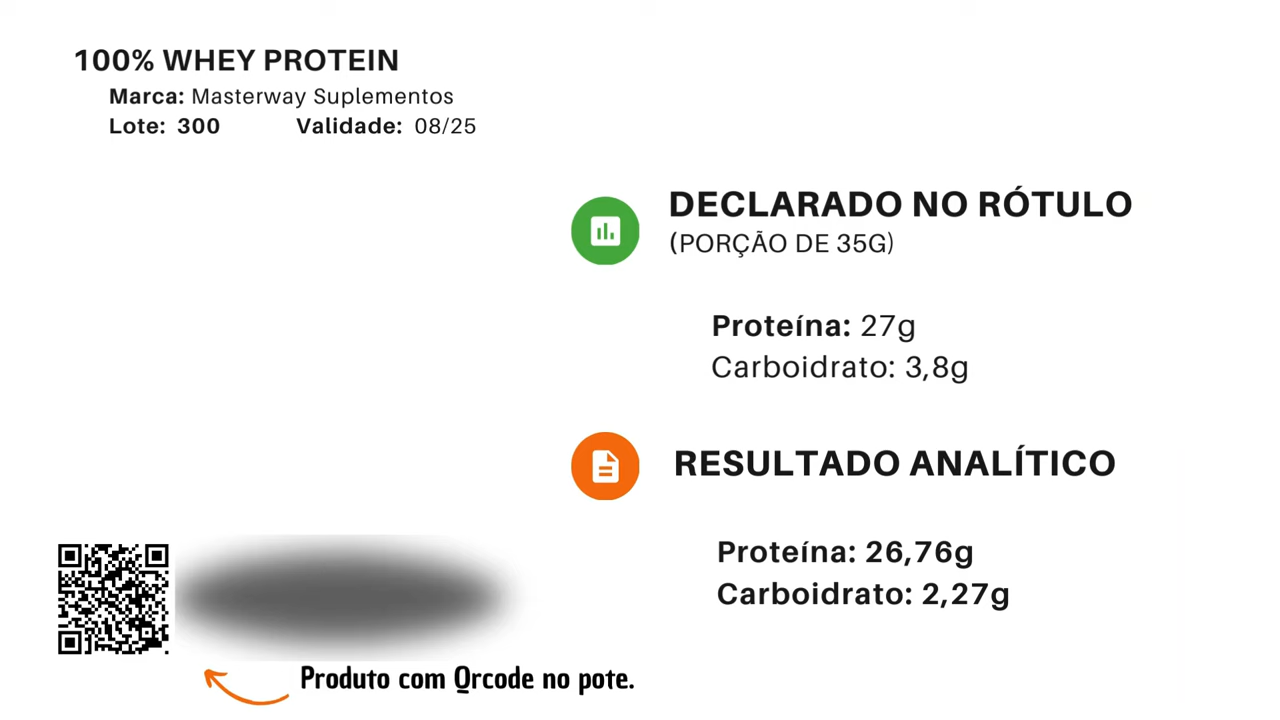 100% WHEY PROTEIN
Marca: Masterway Suplementos
Lote: 300 Validade: 08/25
DECLARADO NO RÓTULO
(PORÇÃO DE 35G)
Proteína: 27g
Carboidrato: 3,8g
RESULTADO ANALÍTICO
Proteína: 26,76g
Carboidrato: 2,27g
Produto com Qrcode no pote.